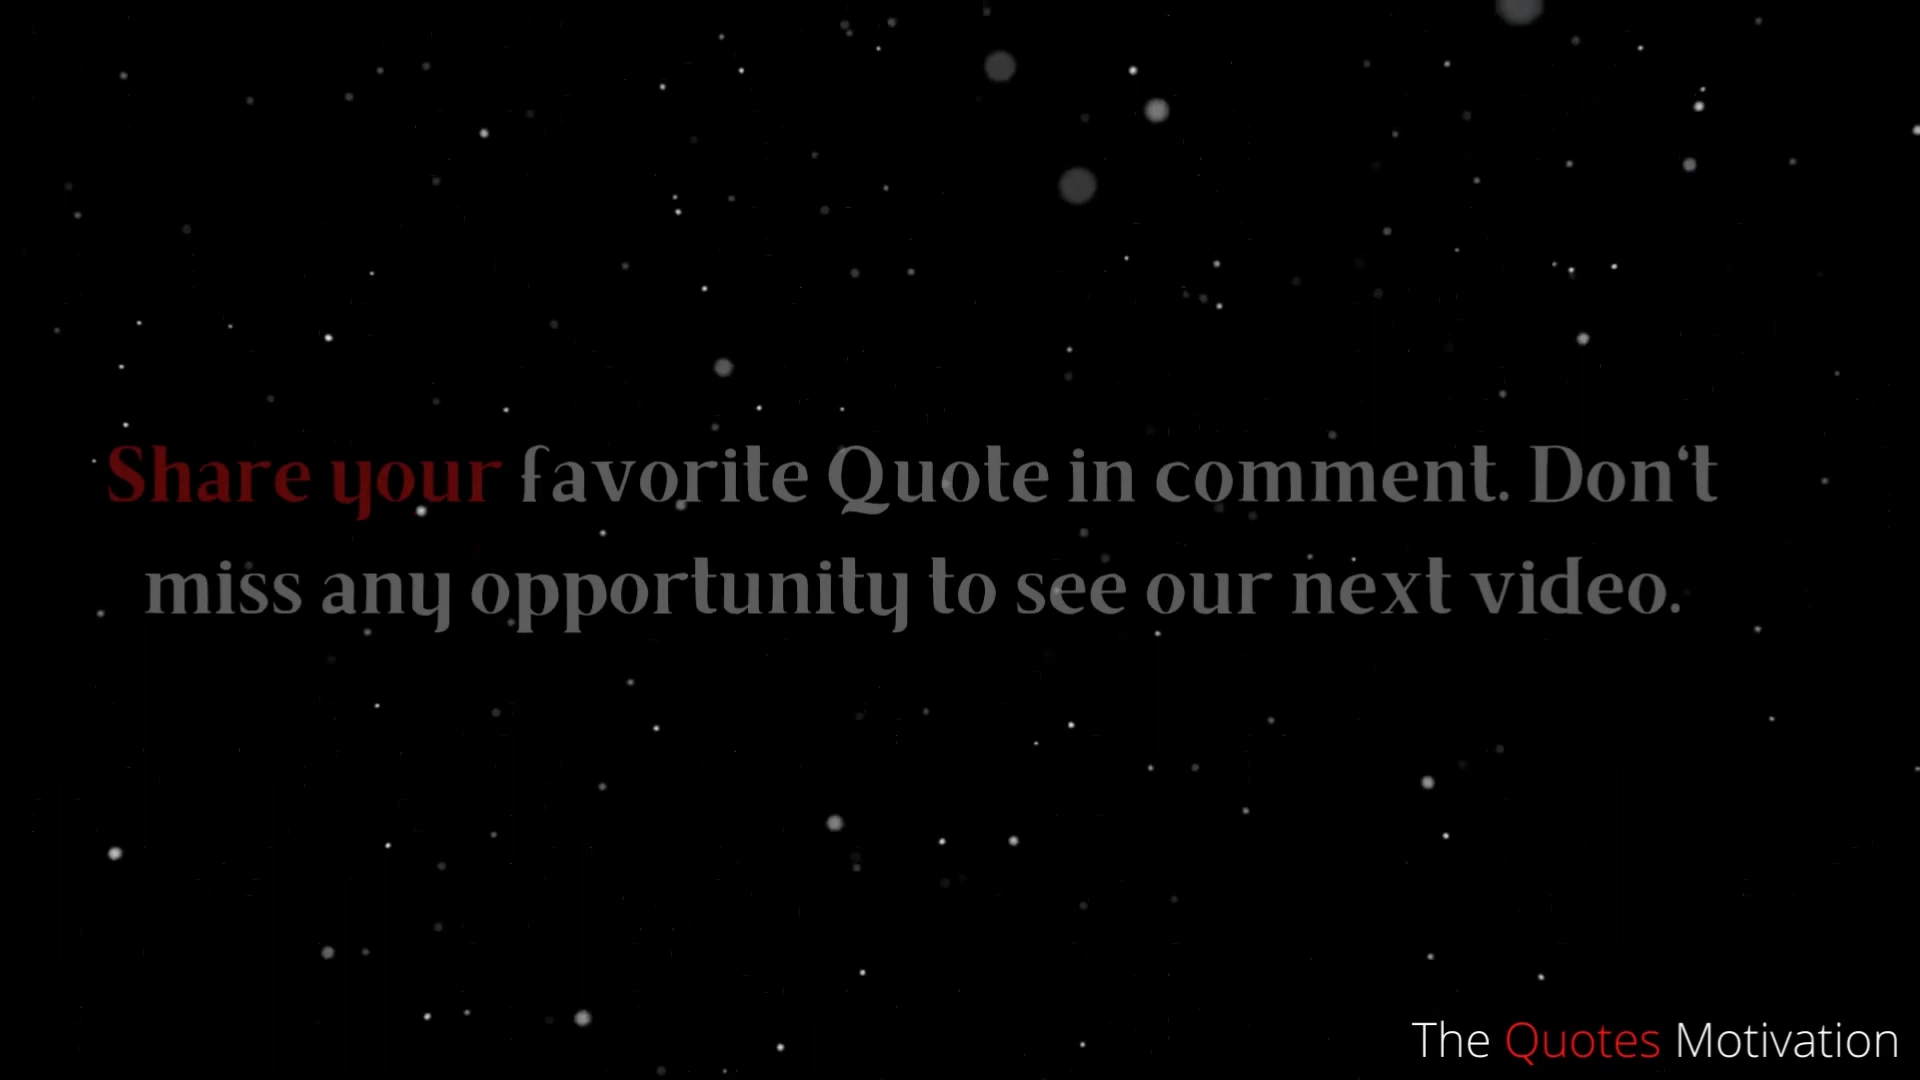 Share your favorite Quote in comment. Don‘t
miss any opportunity to see our next video.
The Quotes Motivation